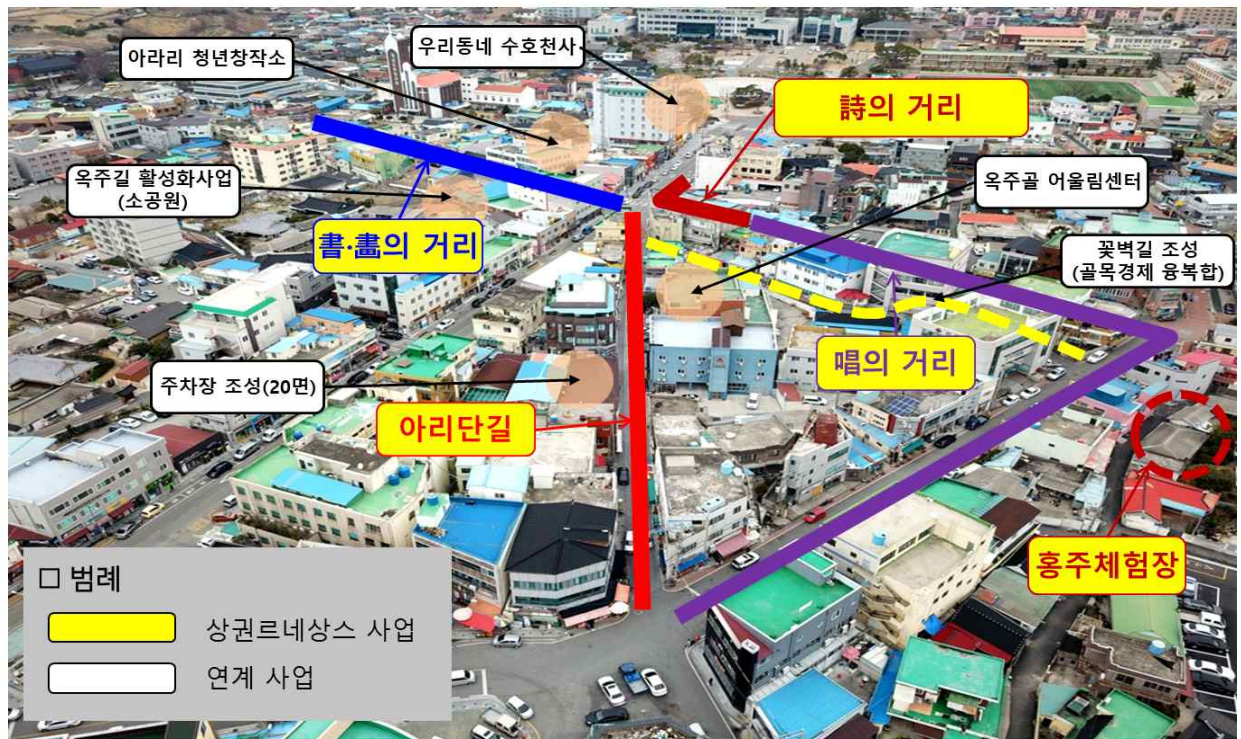 우리동네 수호천사
아라리 청년창작소
詩의 거리
옥주길 활성화사업
(소공원)
옥주골 어울림센터
書·畵의 거리
꽃벽길 조성
(골목경제 융복합)
唱의 거리
주차장 조성(20면)
아리단길
홍주체험장
□ 범례
상권르네상스 사업
연계 사업